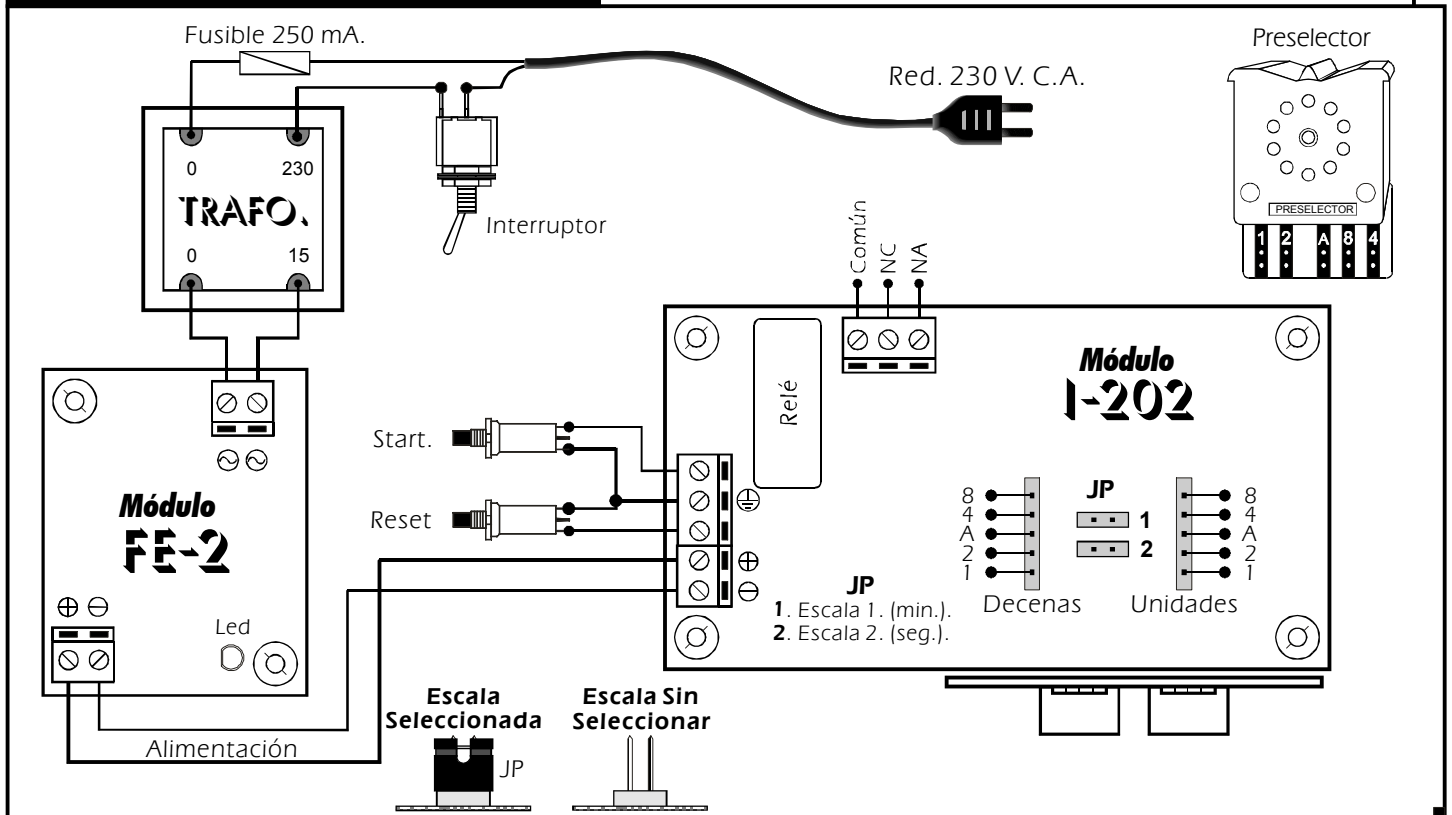 Fusible 250 mA.
Preselector
Red. 230 V. C.A.
0 230
TRAFO.
0 15
Interruptor
PRESELECTOR
1 2 A 8 4
Común
NC
NA
Relé
Módulo
I-202
Start.
Reset
Módulo
FE-2
Led
JP
8
4
A
2
1
1
2
8
4
A
2
1
Decenas
Unidades
JP
1. Escala 1. (min.).
2. Escala 2. (seg.).
Alimentación
Escala
Seleccionada
JP
Escala Sin
Seleccionar